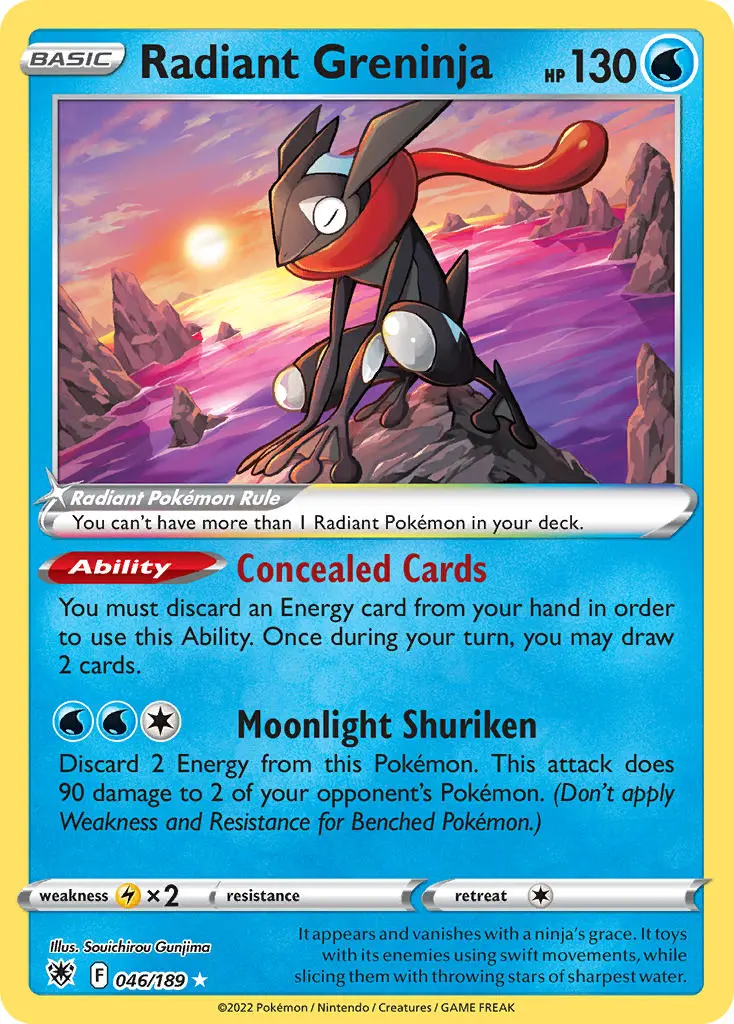 BASIC
Radiant Greninja
HP 130
Radiant Pokémon Rule
You can't have more than 1 Radiant Pokémon in your deck.
Ability
Concealed Cards
You must discard an Energy card from your hand in order
to use this Ability. Once during your turn, you may draw
2 cards.
Moonlight Shuriken
Discard 2 Energy from this Pokémon. This attack does
90 damage to 2 of your opponent's Pokémon. (Don't apply
Weakness and Resistance for Benched Pokémon.)
weakness ×2 resistance retreat
Illus. Souichirou Gunjima
F 046/189
It appears and vanishes with a ninja's grace. It toys
with its enemies using swift movements, while
slicing them with throwing stars of sharpest water.
©2022 Pokémon / Nintendo / Creatures / GAME FREAK